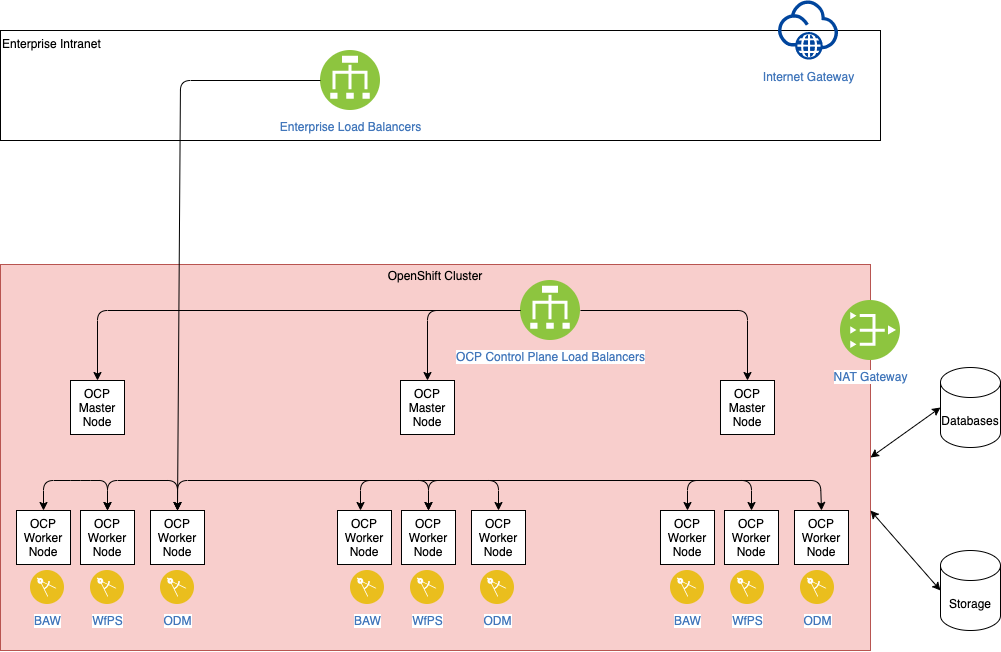 Enterprise Intranet
Internet Gateway
Enterprise Load Balancers
OpenShift Cluster
OCP Control Plane Load Balancers
NAT Gateway
OCP
Master
Node
OCP
Master
Node
OCP
Master
Node
Databases
OCP
Worker
Node
OCP
Worker
Node
OCP
Worker
Node
OCP
Worker
Node
OCP
Worker
Node
OCP
Worker
Node
OCP
Worker
Node
OCP
Worker
Node
OCP
Worker
Node
Storage
BAW
WfPS
ODM
BAW
WfPS
ODM
BAW
WfPS
ODM